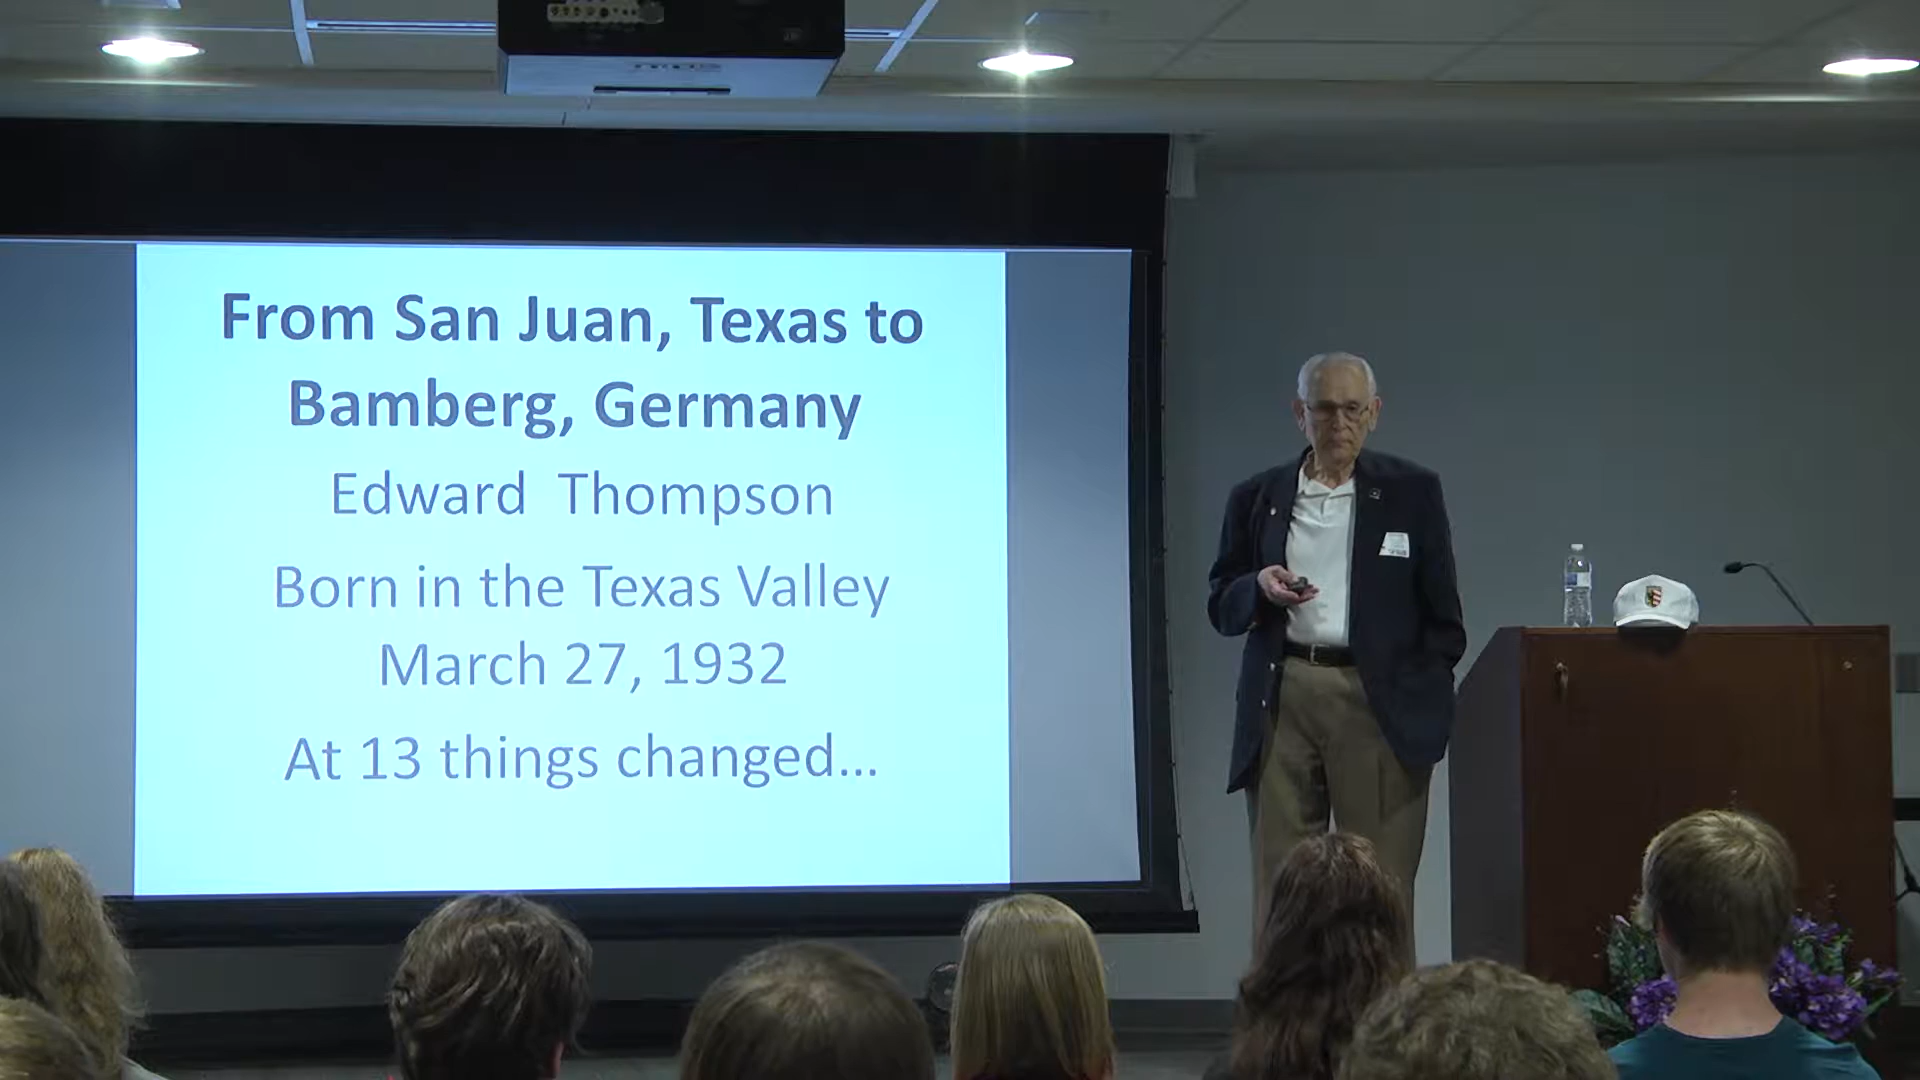 From San Juan, Texas to
Bamberg, Germany
Edward Thompson
Born in the Texas Valley
March 27, 1932
At 13 things changed...